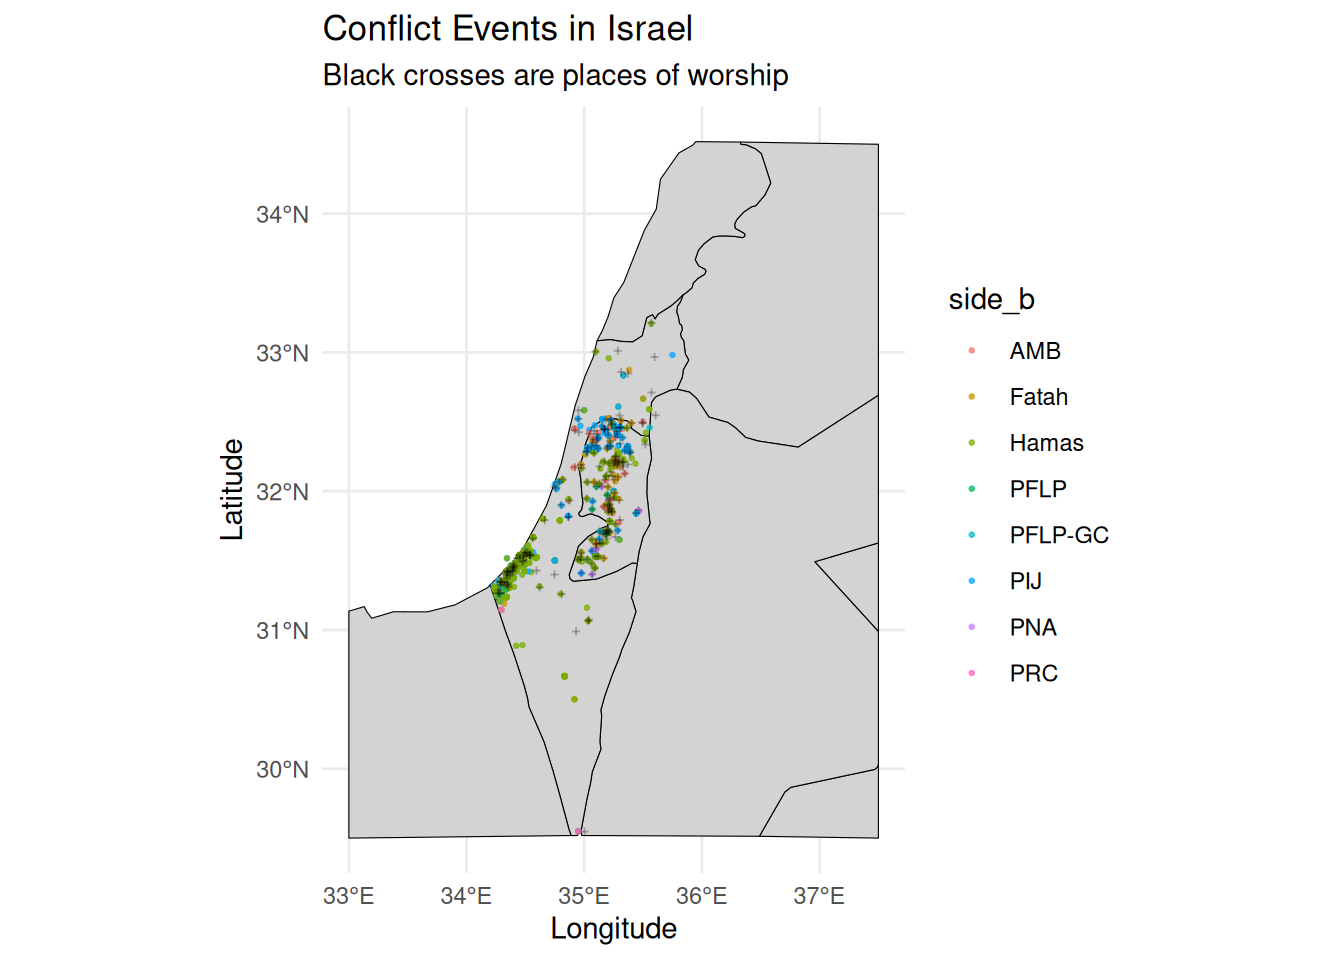 Conflict Events in Israel
Black crosses are places of worship
34°N
33°N
32°N
31°N
30°N
Latitude
33°E
34°E
35°E
36°E
37°E
Longitude
side_b
AMB
Fatah
Hamas
PFLP
PFLP-GC
PIJ
PNA
PRC